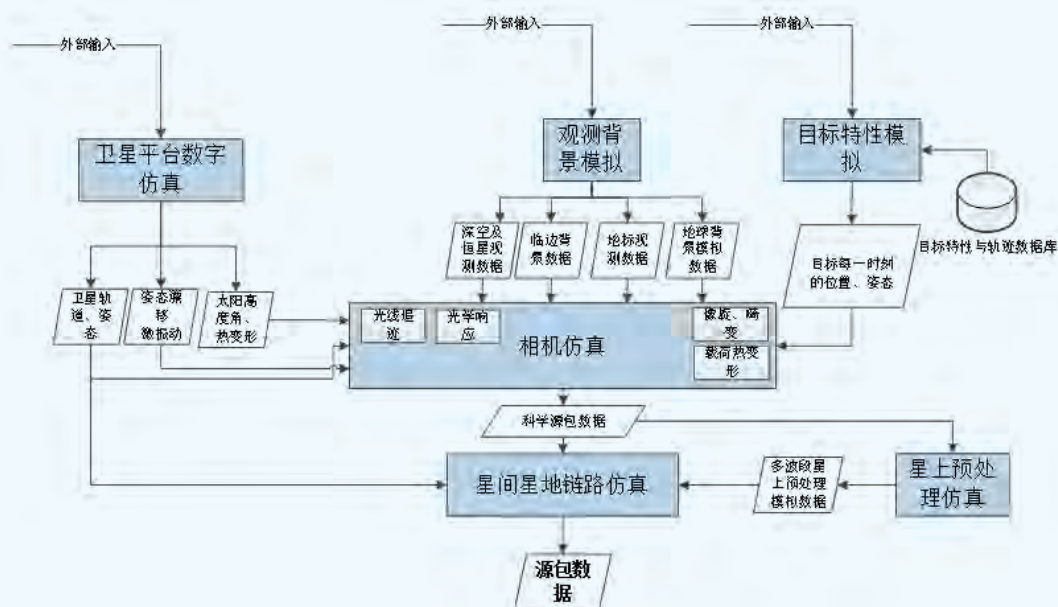 外部输入
外部输入
外部输入
卫星平台数字
仿真
观测背
景模拟
目标特性模
拟
目标特性与轨迹数据库
深空及
恒星观
测数据
临边背
景数据
地标观
测数据
地球背
景模拟
数据
目标每一时刻
的位置、姿态
卫星轨
道、姿
态
姿态漂
移
微振动
太阳高
度角、
热变形
光线追
迹
光学响
应
相机仿真
像旋、畸
变
载荷热变
形
科学源包数据
星间星地链路仿真
多波段星
上预处理
模拟数据
星上预处
理仿真
源包数
据